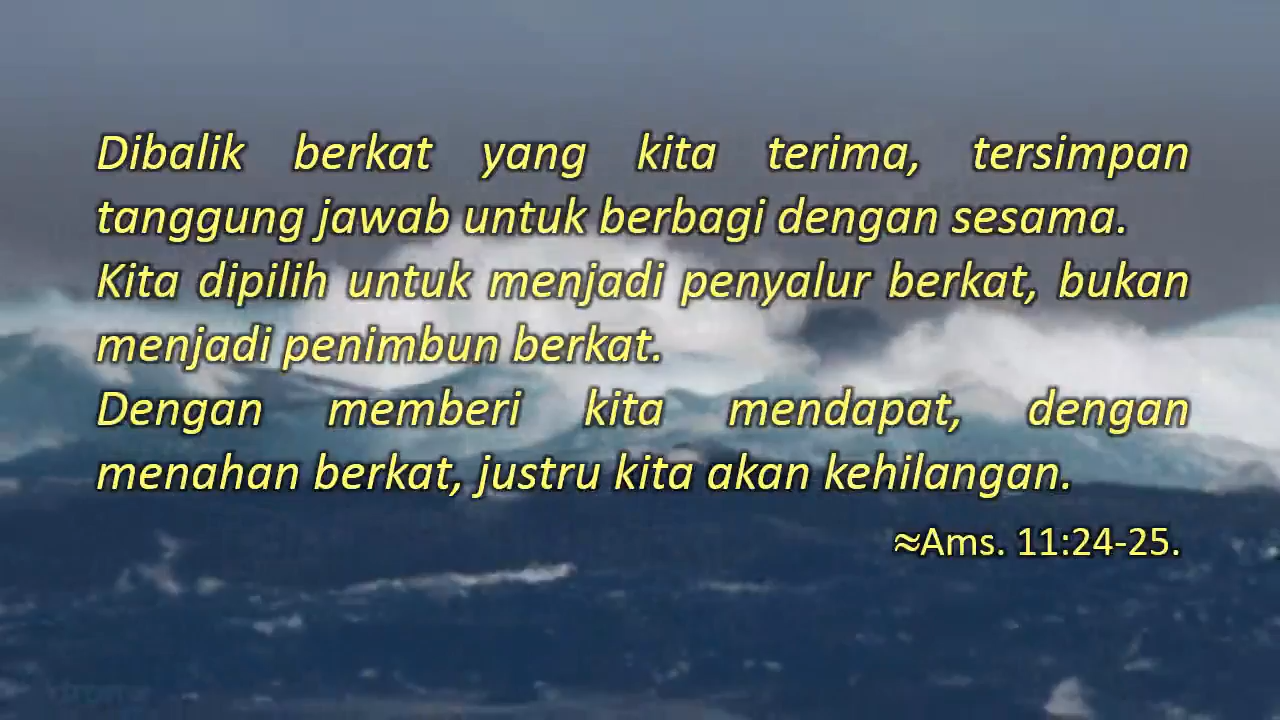 Dibalik berkat yang kita terima, tersimpan
tanggung jawab untuk berbagi dengan sesama.
Kita dipilih untuk menjadi penyalur berkat, bukan
menjadi penimbun berkat.
Dengan memberi kita mendapat, dengan
menahan berkat, justru kita akan kehilangan.
≈Ams. 11:24-25.